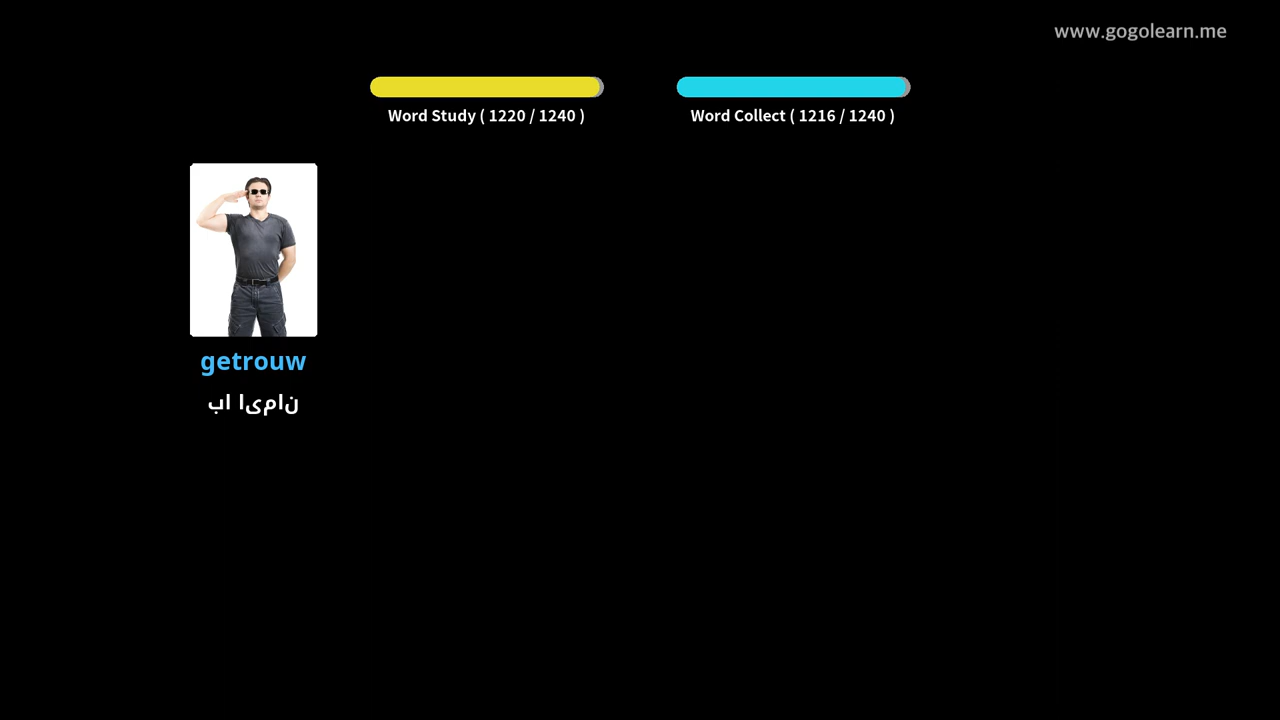 www.gogolearn.me
Word Study ( 1220 / 1240 )
Word Collect ( 1216 / 1240 )
getrouw
با ایمان